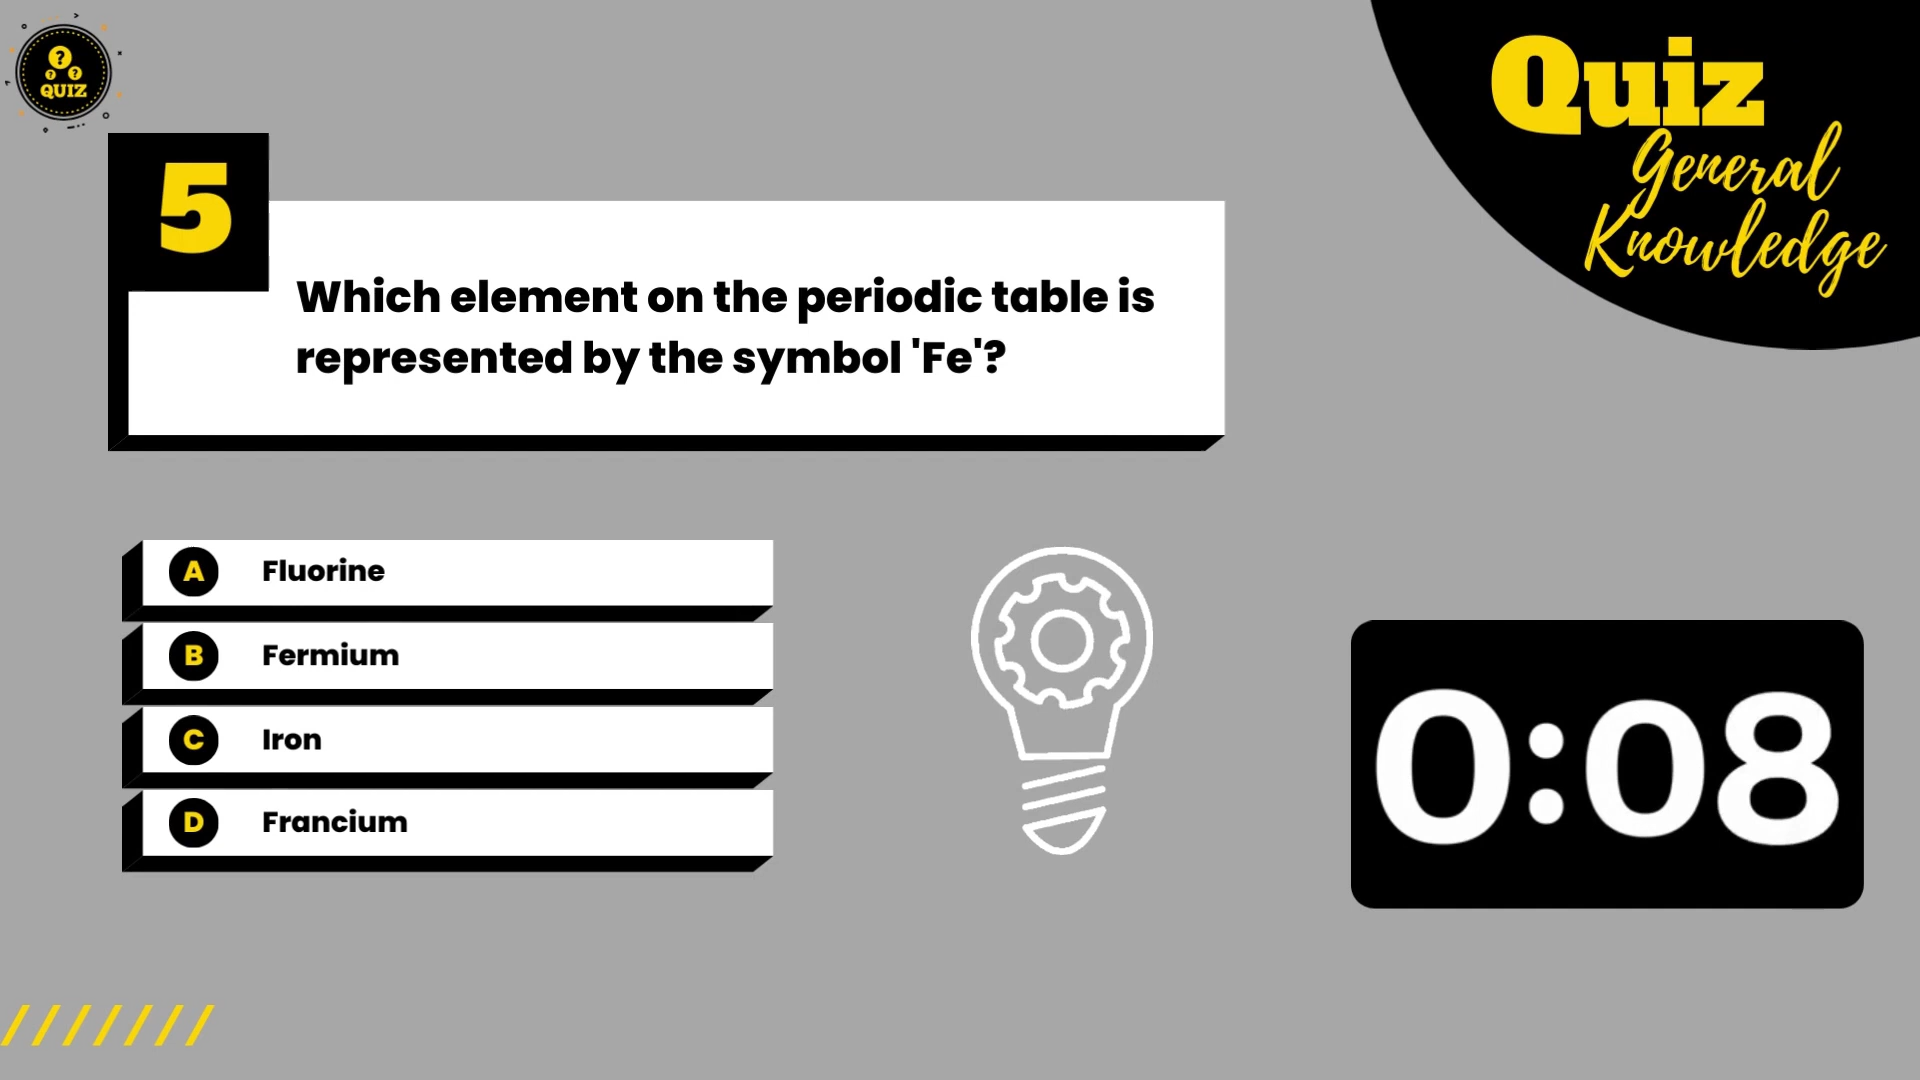 ? ? ?
QUIZ
Quiz
General
Knowledge
5
Which element on the periodic table is
represented by the symbol 'Fe'?
A Fluorine
B Fermium
C Iron
D Francium
0:08